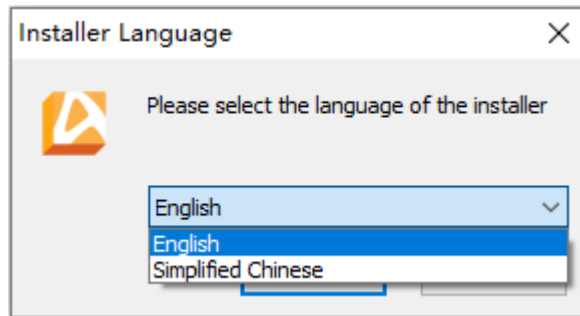 Installer Language
Please select the language of the installer
English
English
Simplified Chinese